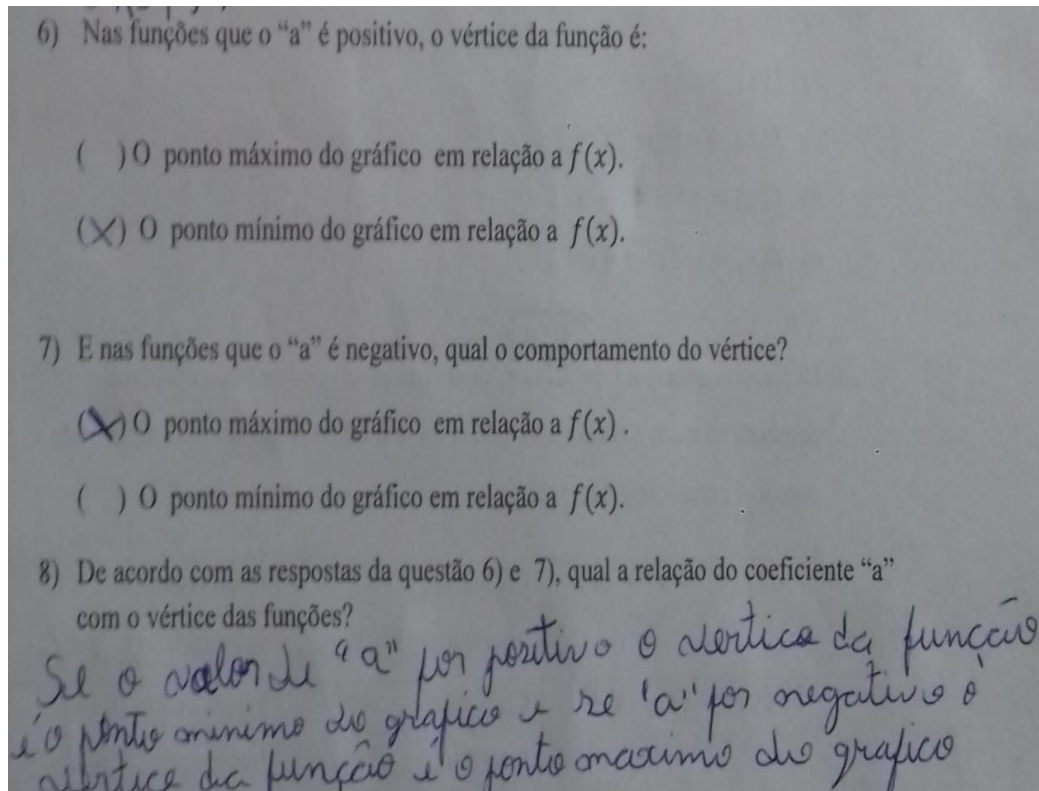 6) Nas funções que o “a” é positivo, o vértice da função é:
( ) O ponto máximo do gráfico em relação a f(x).
(X) O ponto mínimo do gráfico em relação a f(x).
7) E nas funções que o “a” é negativo, qual o comportamento do vértice?
(X) O ponto máximo do gráfico em relação a f(x) .
( ) O ponto mínimo do gráfico em relação a f(x).
8) De acordo com as respostas da questão 6) e 7), qual a relação do coeficiente “a”
com o vértice das funções?
Se o valor de "a" for positivo o vertice da função
é o ponto minimo do grafico e se "a" for negativo o
vertice da função é o ponto maximo do grafico